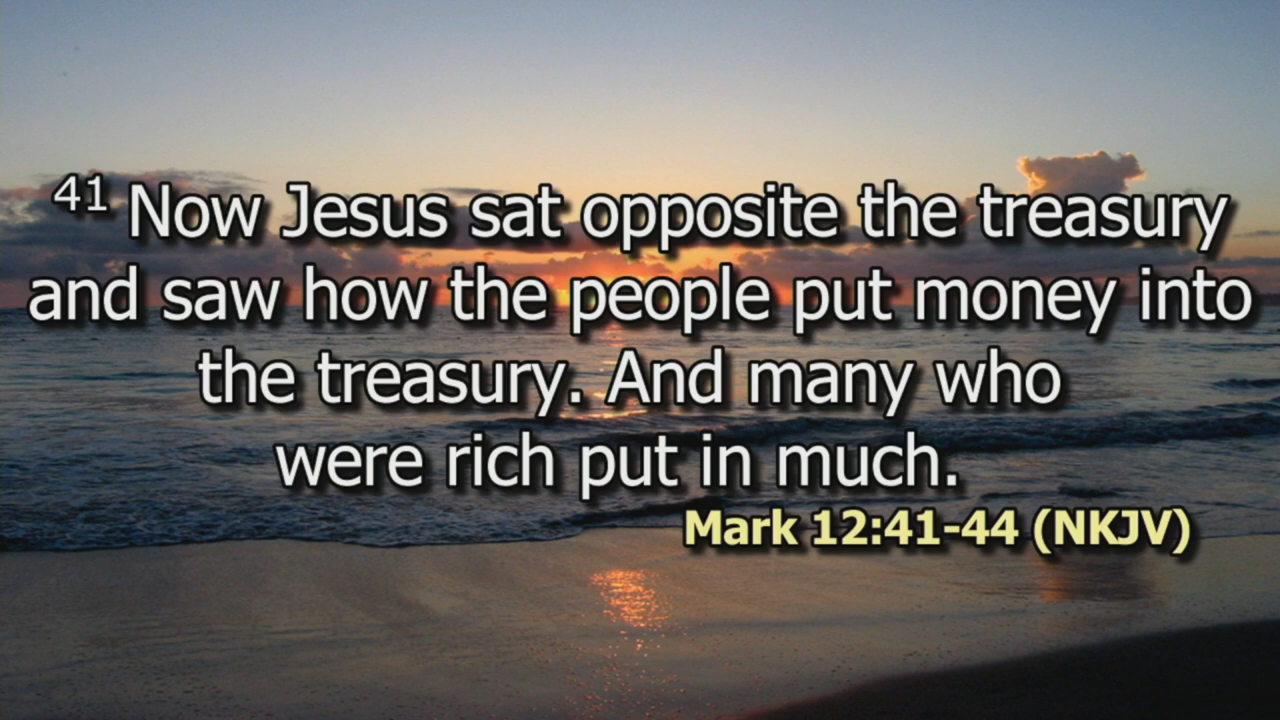 41 Now Jesus sat opposite the treasury
and saw how the people put money into
the treasury. And many who
were rich put in much.
Mark 12:41-44 (NKJV)